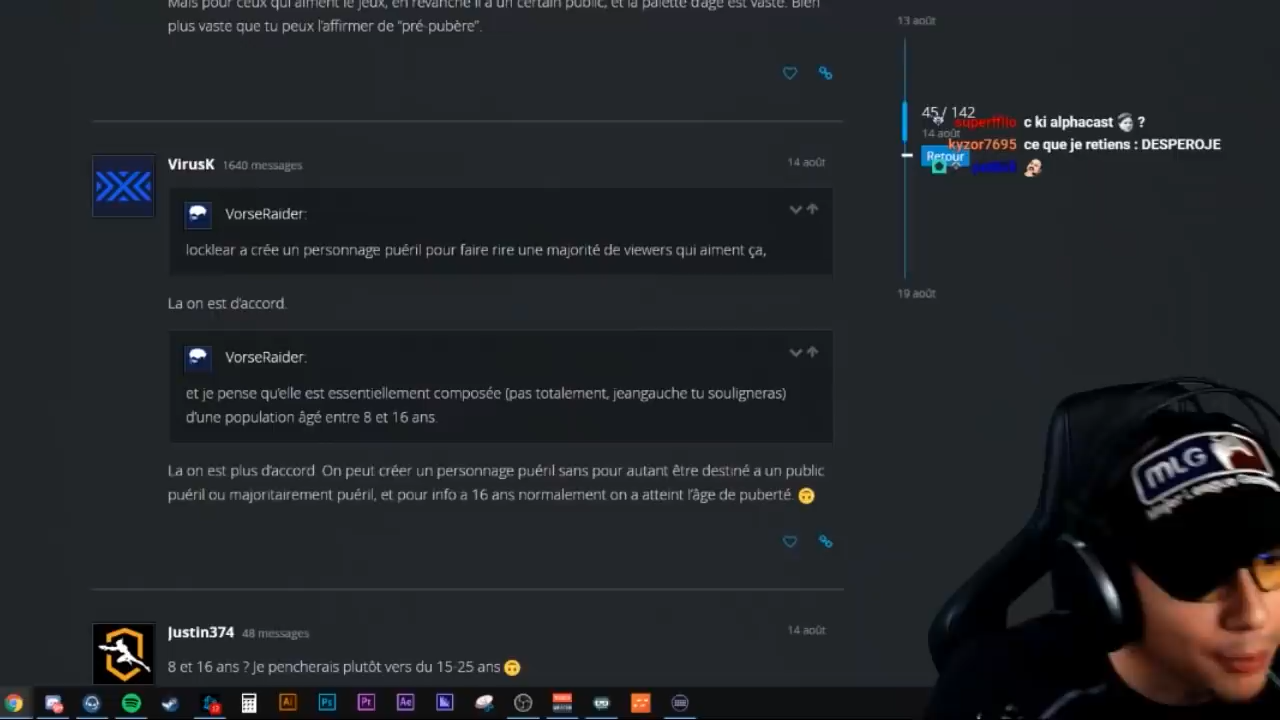 Mais pour ceux qui aiment le jeux, en revanche il a un certain public, et la palette d'âge est vaste. Bien
plus vaste que tu peux l'affirmer de "pré-pubère".
VirusK 1640 messages 14 août
VorseRaider:
locklear a crée un personnage puéril pour faire rire une majorité de viewers qui aiment ça,
La on est d'accord.
VorseRaider:
et je pense qu'elle est essentiellement composée (pas totalement, jeangauche tu souligneras)
d'une population âgé entre 8 et 16 ans.
La on est plus d'accord. On peut créer un personnage puéril sans pour autant être destiné a un public
puéril ou majoritairement puéril, et pour info a 16 ans normalement on a atteint l'âge de puberté.
Justin374 48 messages 14 août
8 et 16 ans ? Je pencherais plutôt vers du 15-25 ans
13 août
45 / 142
14 août
Retour
19 août
c ki alphacast ?
kyzor7695 ce que je retiens : DESPEROJE
MLG
Ai Ps Pr Ae